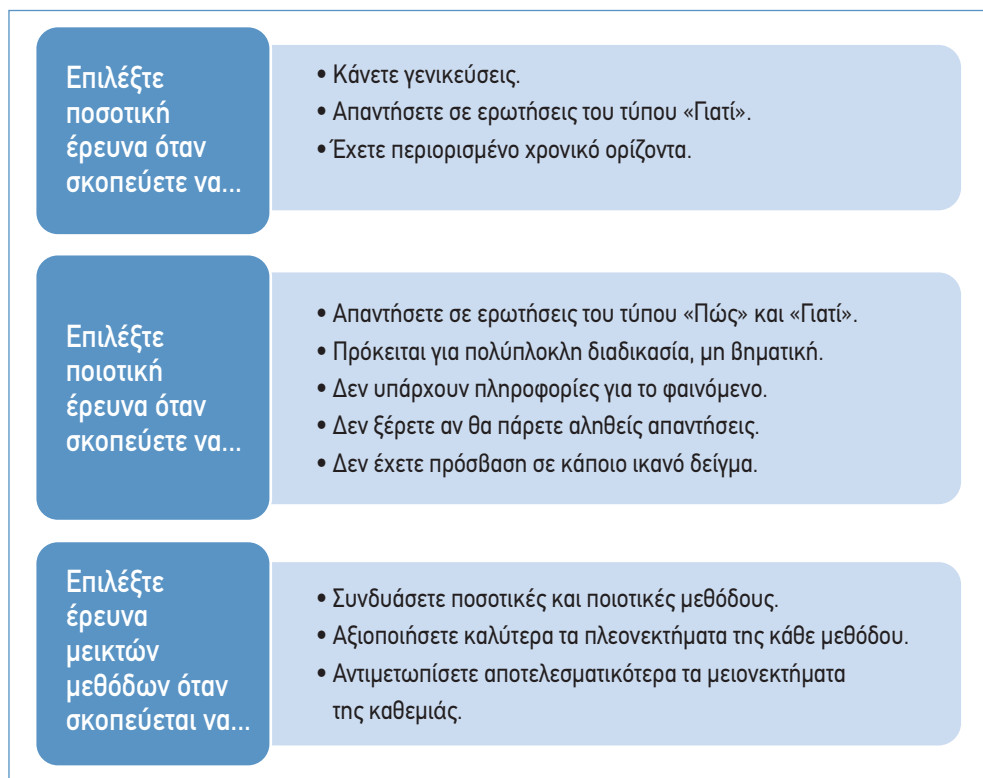 Επιλέξτε
ποσοτική
έρευνα όταν
σκοπεύετε να...
• Κάνετε γενικεύσεις.
• Απαντήσετε σε ερωτήσεις του τύπου «Γιατί».
• Έχετε περιορισμένο χρονικό ορίζοντα.
Επιλέξτε
ποιοτική
έρευνα όταν
σκοπεύετε να...
• Απαντήσετε σε ερωτήσεις του τύπου «Πώς» και «Γιατί».
• Πρόκειται για πολύπλοκλη διαδικασία, μη βηματική.
• Δεν υπάρχουν πληροφορίες για το φαινόμενο.
• Δεν ξέρετε αν θα πάρετε αληθείς απαντήσεις.
• Δεν έχετε πρόσβαση σε κάποιο ικανό δείγμα.
Επιλέξτε
έρευνα
μεικτών
μεθόδων όταν
σκοπεύεται να...
• Συνδυάσετε ποσοτικές και ποιοτικές μεθόδους.
• Αξιοποιήσετε καλύτερα τα πλεονεκτήματα της κάθε μεθόδου.
• Αντιμετωπίσετε αποτελεσματικότερα τα μειονεκτήματα
της καθεμιάς.